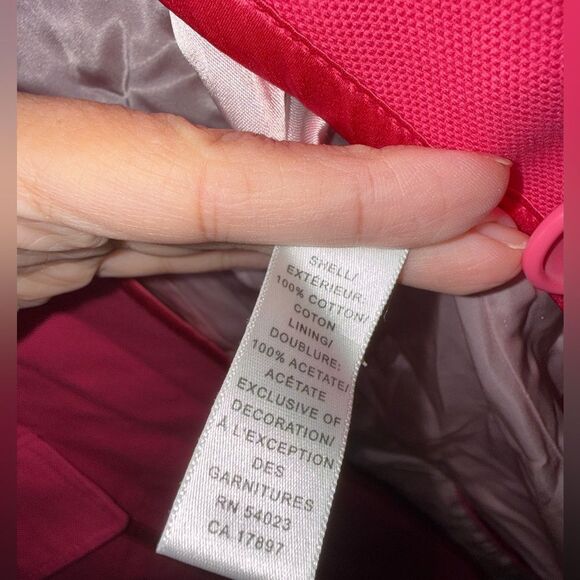 SHELL/
EXTÉRIEUR:
100% COTTON/
COTON
LINING/
DOUBLURE:
100% ACETATE/
ACÉTATE
EXCLUSIVE OF
DECORATION/
À L'EXCEPTION
DES
GARNITURES
RN 54023
CA 17897